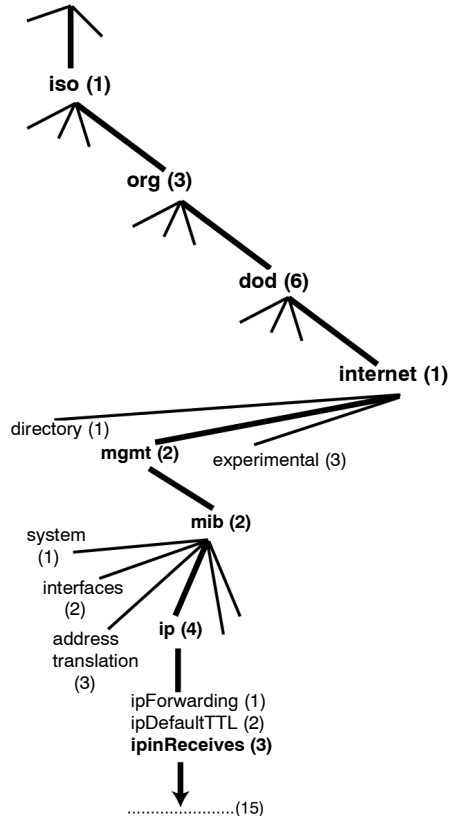 iso (1)
org (3)
dod (6)
internet (1)
directory (1)
mgmt (2)
experimental (3)
mib (2)
system
(1)
interfaces
(2)
address
translation
(3)
ip (4)
ipForwarding (1)
ipDefaultTTL (2)
ipinReceives (3)
......................(15)